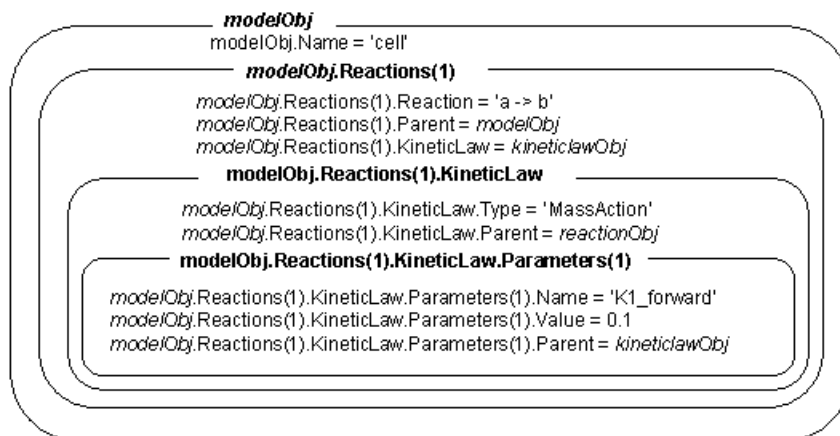 modelObj
modelObj.Name = 'cell'
modelObj.Reactions(1)
modelObj.Reactions(1).Reaction = 'a -> b'
modelObj.Reactions(1).Parent = modelObj
modelObj.Reactions(1).KineticLaw = kineticlawObj
modelObj.Reactions(1).KineticLaw
modelObj.Reactions(1).KineticLaw.Type = 'MassAction'
modelObj.Reactions(1).KineticLaw.Parent = reactionObj
modelObj.Reactions(1).KineticLaw.Parameters(1)
modelObj.Reactions(1).KineticLaw.Parameters(1).Name = 'K1_forward'
modelObj.Reactions(1).KineticLaw.Parameters(1).Value = 0.1
modelObj.Reactions(1).KineticLaw.Parameters(1).Parent = kineticlawObj